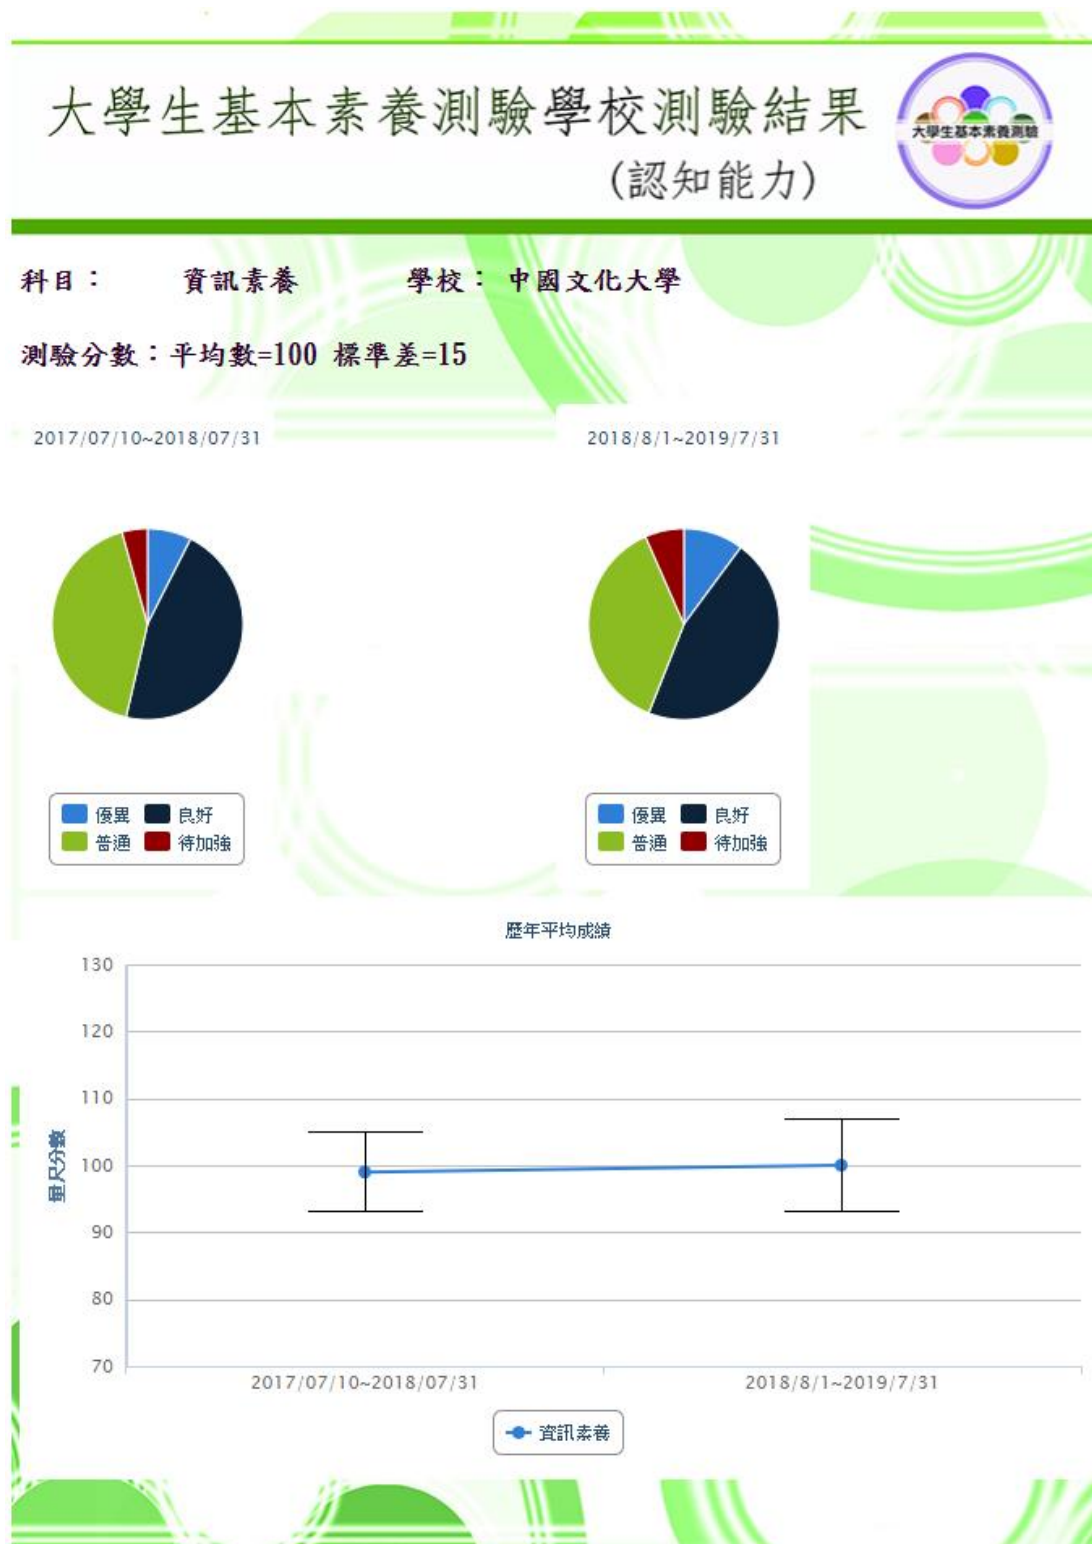 大學生基本素養測驗學校測驗結果
(認知能力)
大學生基本素養測驗
科目： 資訊素養 學校： 中國文化大學
測驗分數：平均數=100 標準差=15
2017/07/10~2018/07/31
2018/8/1~2019/7/31
優異 良好
普通 待加強
優異 良好
普通 待加強
歷年平均成績
130
120
110
100
90
80
70
量尺分數
2017/07/10~2018/07/31
2018/8/1~2019/7/31
資訊素養